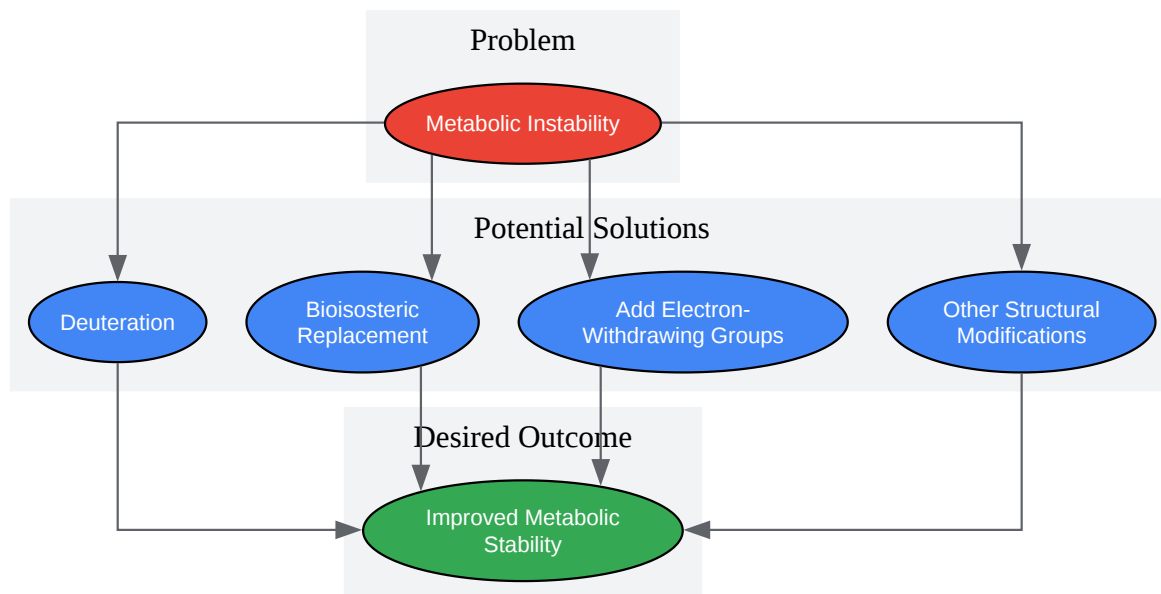 Problem
Metabolic Instability
Potential Solutions
Deuteration
Bioisosteric
Replacement
Add Electron-
Withdrawing Groups
Other Structural
Modifications
Desired Outcome
Improved Metabolic
Stability